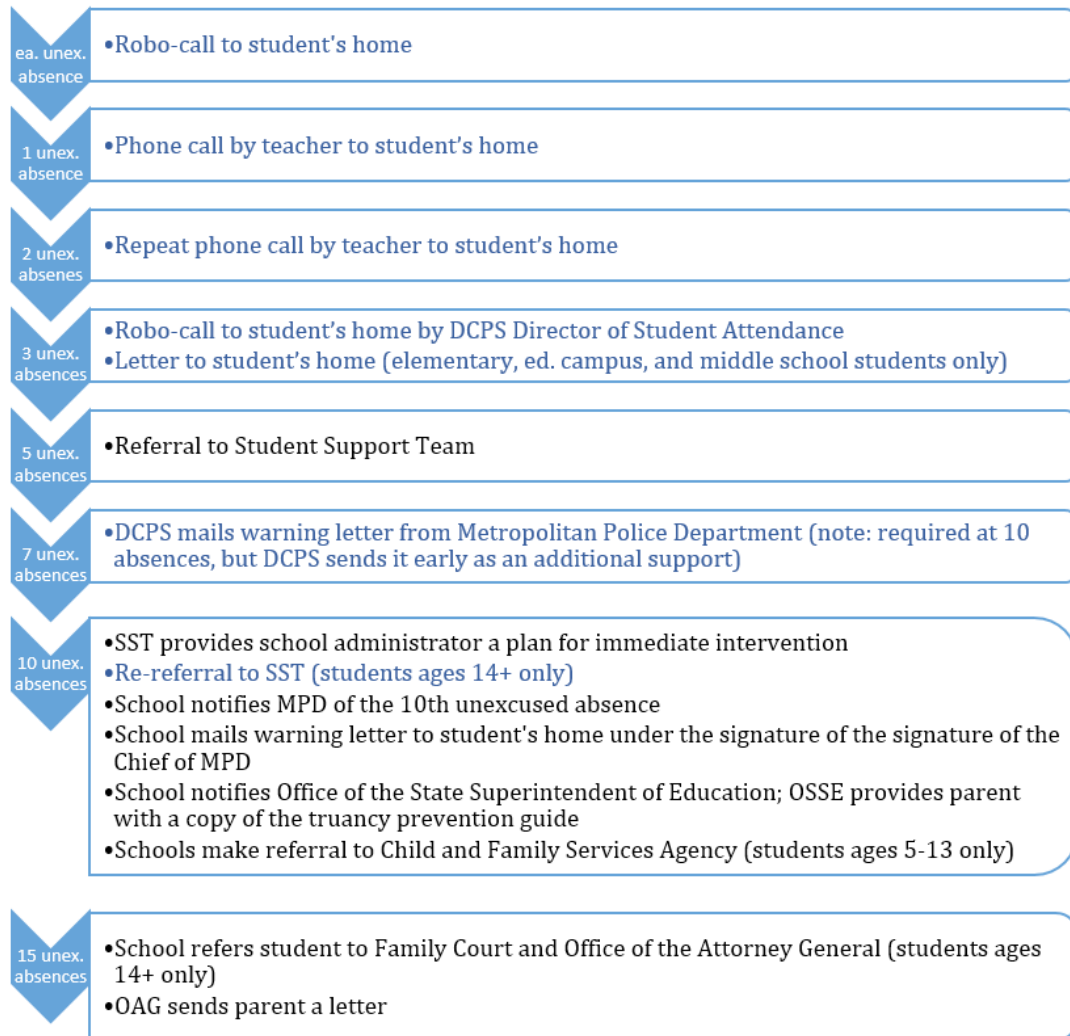 ea. unex.
absence
•Robo-call to student's home
1 unex.
absence
•Phone call by teacher to student’s home
2 unex.
absenes
•Repeat phone call by teacher to student’s home
3 unex.
absences
•Robo-call to student’s home by DCPS Director of Student Attendance
•Letter to student’s home (elementary, ed. campus, and middle school students only)
5 unex.
absences
•Referral to Student Support Team
7 unex.
absences
•DCPS mails warning letter from Metropolitan Police Department (note: required at 10
absences, but DCPS sends it early as an additional support)
10 unex.
absences
•SST provides school administrator a plan for immediate intervention
•Re-referral to SST (students ages 14+ only)
•School notifies MPD of the 10th unexcused absence
•School mails warning letter to student's home under the signature of the signature of the
Chief of MPD
•School notifies Office of the State Superintendent of Education; OSSE provides parent
with a copy of the truancy prevention guide
•Schools make referral to Child and Family Services Agency (students ages 5-13 only)
15 unex.
absences
•School refers student to Family Court and Office of the Attorney General (students ages
14+ only)
•OAG sends parent a letter